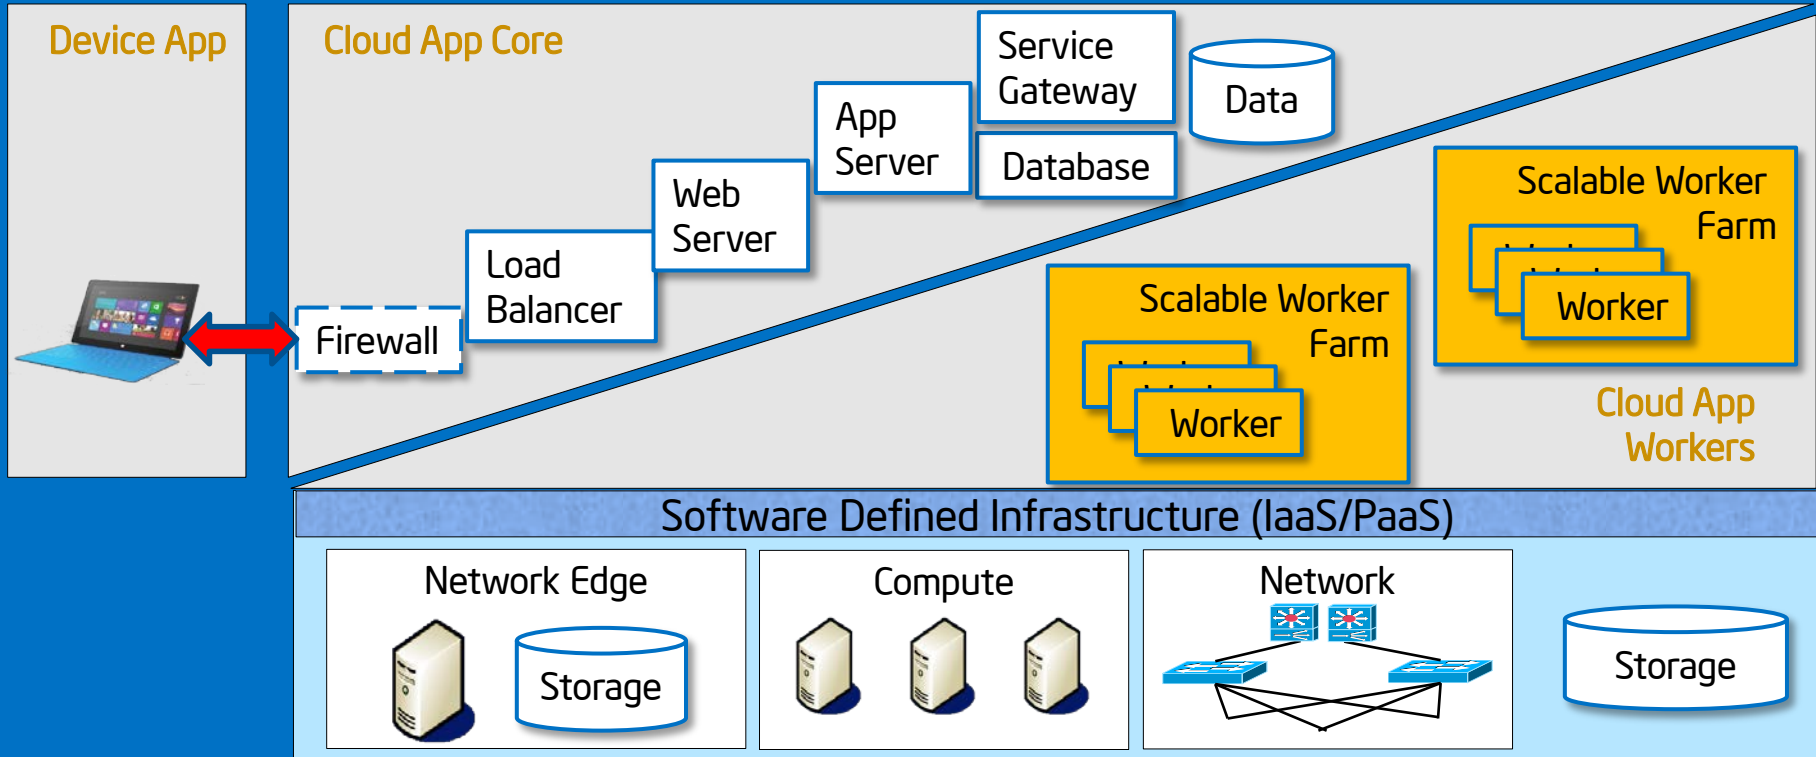 Device App
Cloud App Core
Service
Gateway
Data
App
Server
Database
Web
Server
Load
Balancer
Firewall
Scalable Worker
Farm
Worker
Scalable Worker
Farm
Worker
Cloud App
Workers
Software Defined Infrastructure (IaaS/PaaS)
Network Edge
Storage
Compute
Network
Storage